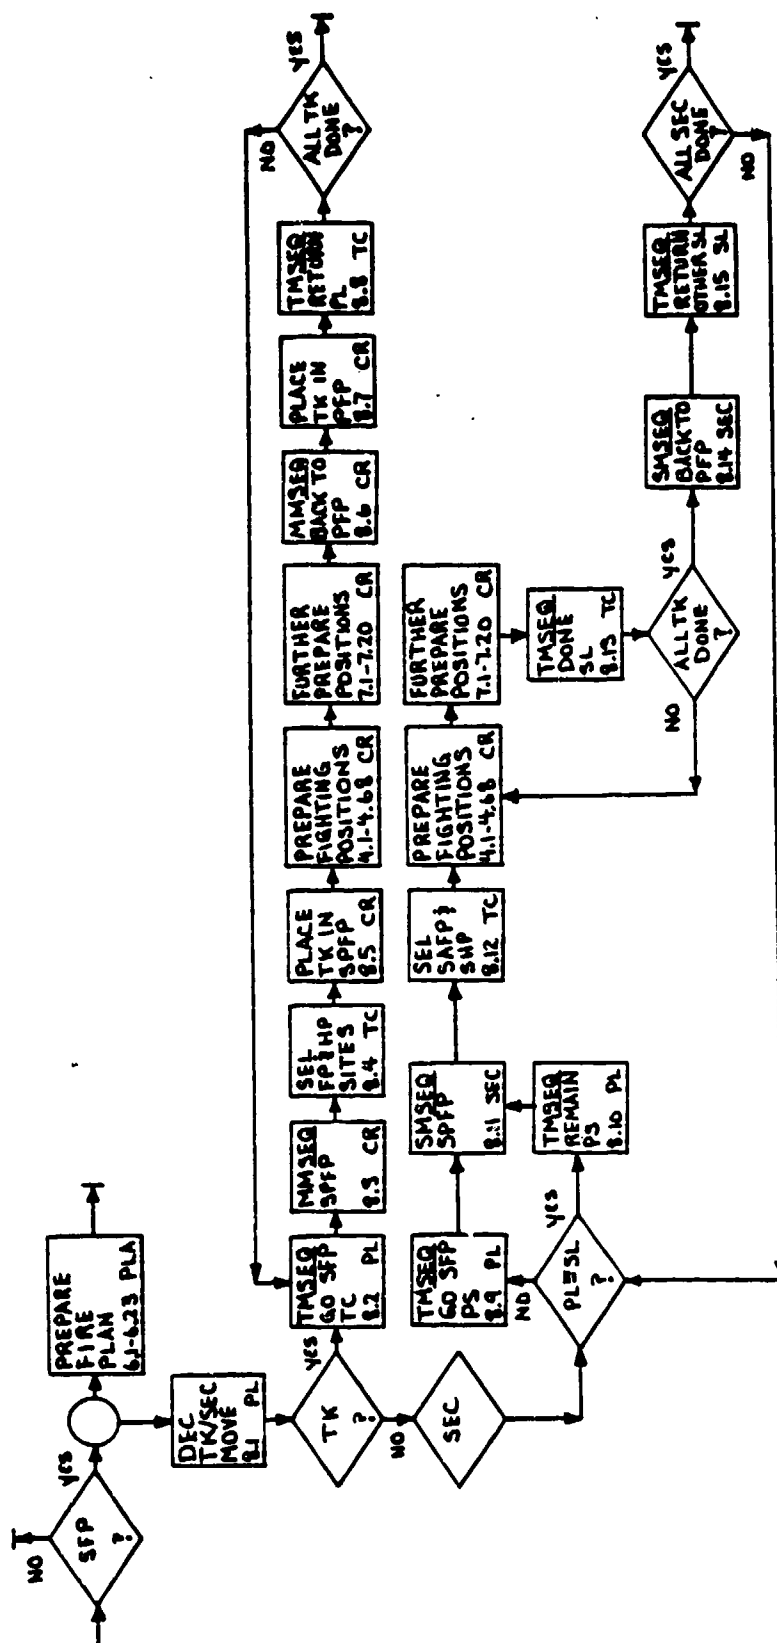 SFP
?
NO
YES
PREPARE
FIRE
PLAN
6.1-6.23 PLA
DEC
TK/SEC
MOVE
8.1 PL
TK
?
YES
NO
SEC
TMSEQ
GO SFP
TC
8.2 PL
MMSEQ
SPFP
8.3 CR
SEL
FP & HP
SITES
8.4 TC
PLACE
TK IN
SPFP
8.5 CR
PREPARE
FIGHTING
POSITIONS
4.1-4.68 CR
FURTHER
PREPARE
POSITIONS
7.1-7.20 CR
MMSEQ
BACK TO
PFP
8.6 CR
PLACE
TK IN
PFP
8.7 CR
TMSEQ
RETURN
PL
8.8 TC
ALL TK
DONE
?
NO
YES
PL=SL
?
NO
YES
TMSEQ
GO SFP
PS
8.9 PL
TMSEQ
REMAIN
PS
8.10 PL
SMSEQ
SPFP
8.11 SEC
SEL
SAFP &
SHP
8.12 TC
PREPARE
FIGHTING
POSITIONS
4.1-4.68 CR
FURTHER
PREPARE
POSITIONS
7.1-7.20 CR
TMSEQ
DONE
SL
8.13 TC
ALL TK
DONE
?
NO
YES
SMSEQ
BACK TO
PFP
8.14 SEC
TMSEQ
RETURN
OTHER SL
8.15 SL
ALL SEC
DONE
?
NO
YES